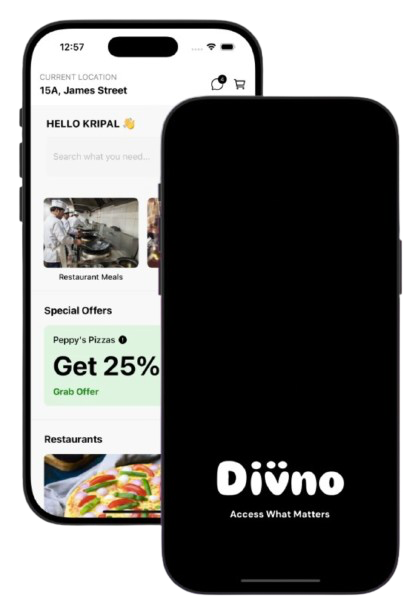 12:57
CURRENT LOCATION
15A, James Street
4
HELLO KRIPAL 👋
Search what you need...
Restaurant Meals
Special Offers
Peppy's Pizzas
Get 25%
Grab Offer
Restaurants
Divno
Access What Matters